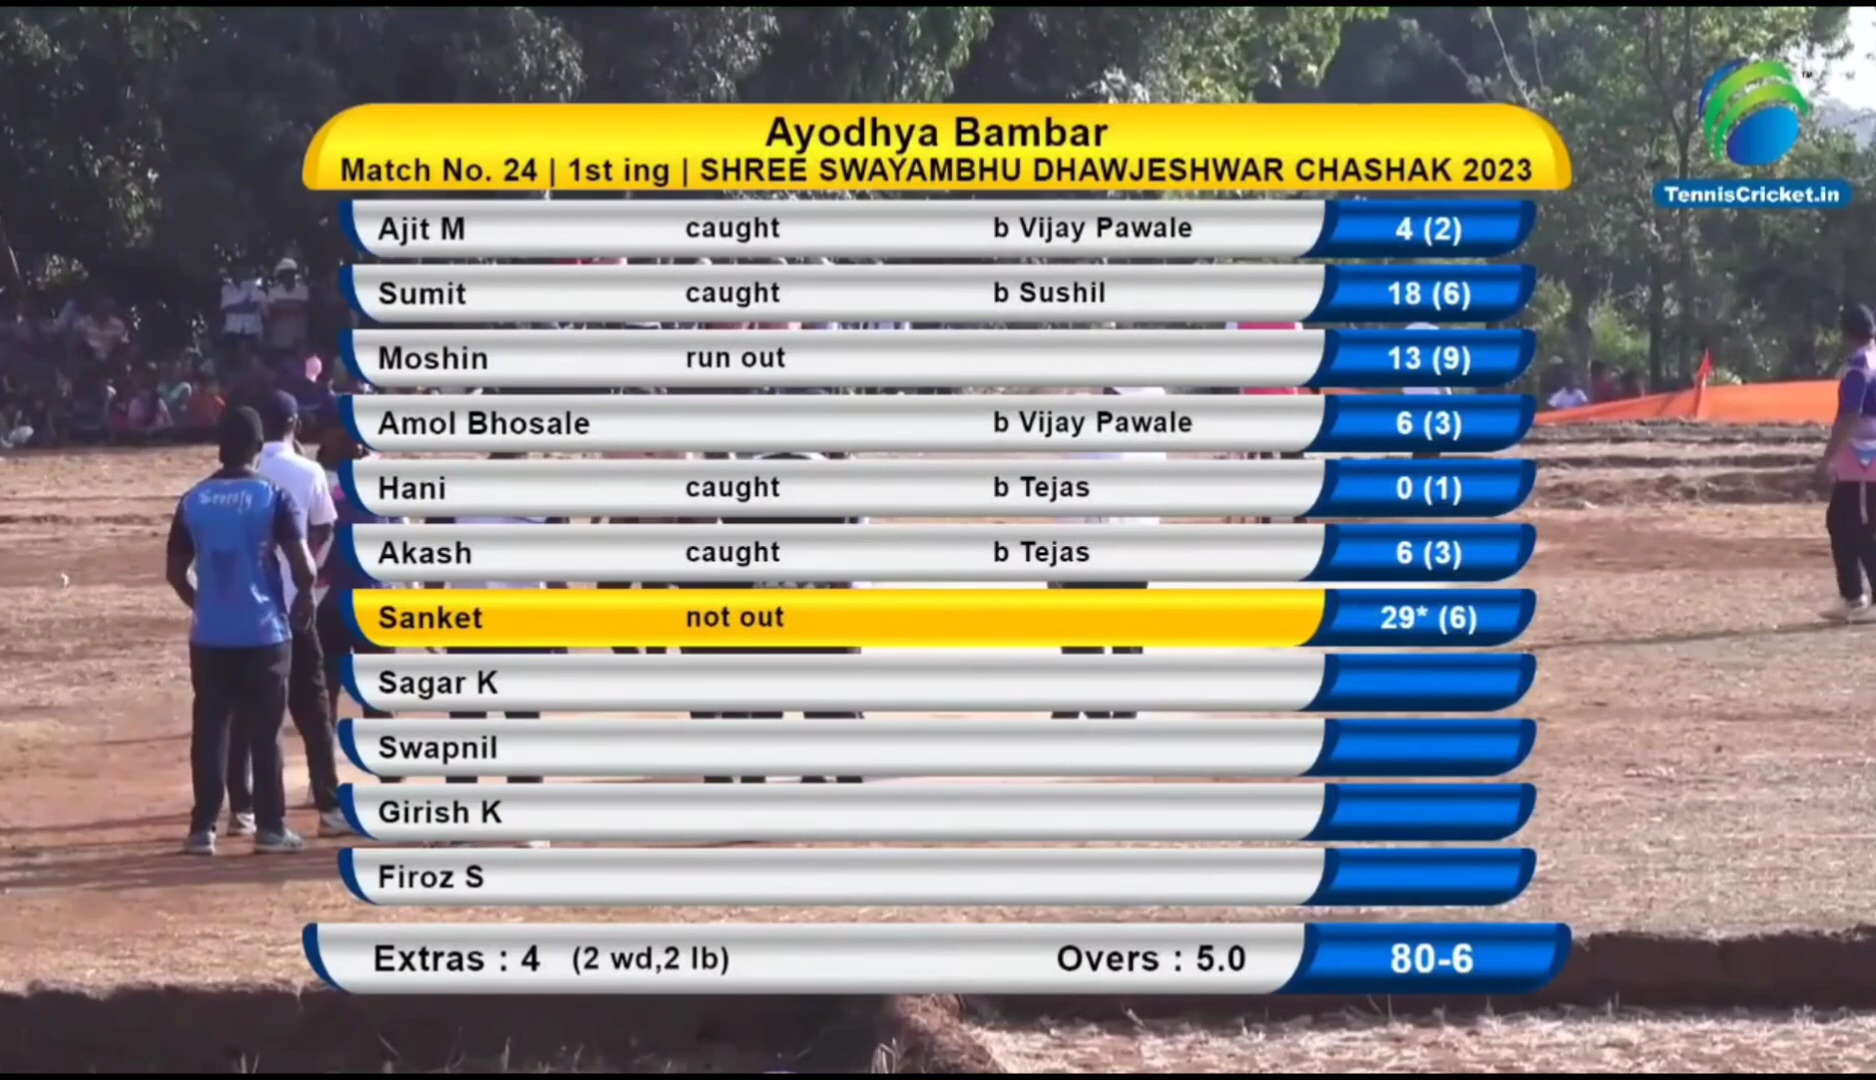 Ayodhya Bambar
Match No. 24 | 1st ing | SHREE SWAYAMBHU DHAWJESHWAR CHASHAK 2023
TM
TennisCricket.in
Ajit M caught b Vijay Pawale 4 (2)
Sumit caught b Sushil 18 (6)
Moshin run out 13 (9)
Amol Bhosale b Vijay Pawale 6 (3)
Hani caught b Tejas 0 (1)
Akash caught b Tejas 6 (3)
Sanket not out 29* (6)
Sagar K
Swapnil
Girish K
Firoz S
Extras : 4 (2 wd,2 lb) Overs : 5.0 80-6